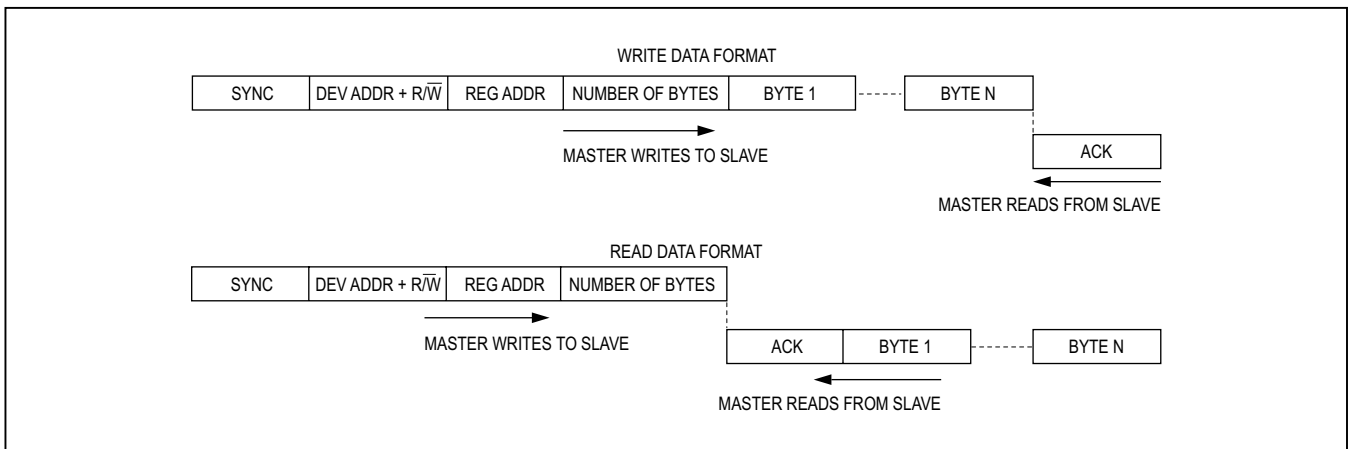 WRITE DATA FORMAT
SYNC DEV ADDR + R/W̅ REG ADDR NUMBER OF BYTES BYTE 1 BYTE N
MASTER WRITES TO SLAVE
ACK
MASTER READS FROM SLAVE
READ DATA FORMAT
SYNC DEV ADDR + R/W̅ REG ADDR NUMBER OF BYTES
MASTER WRITES TO SLAVE
ACK BYTE 1 BYTE N
MASTER READS FROM SLAVE